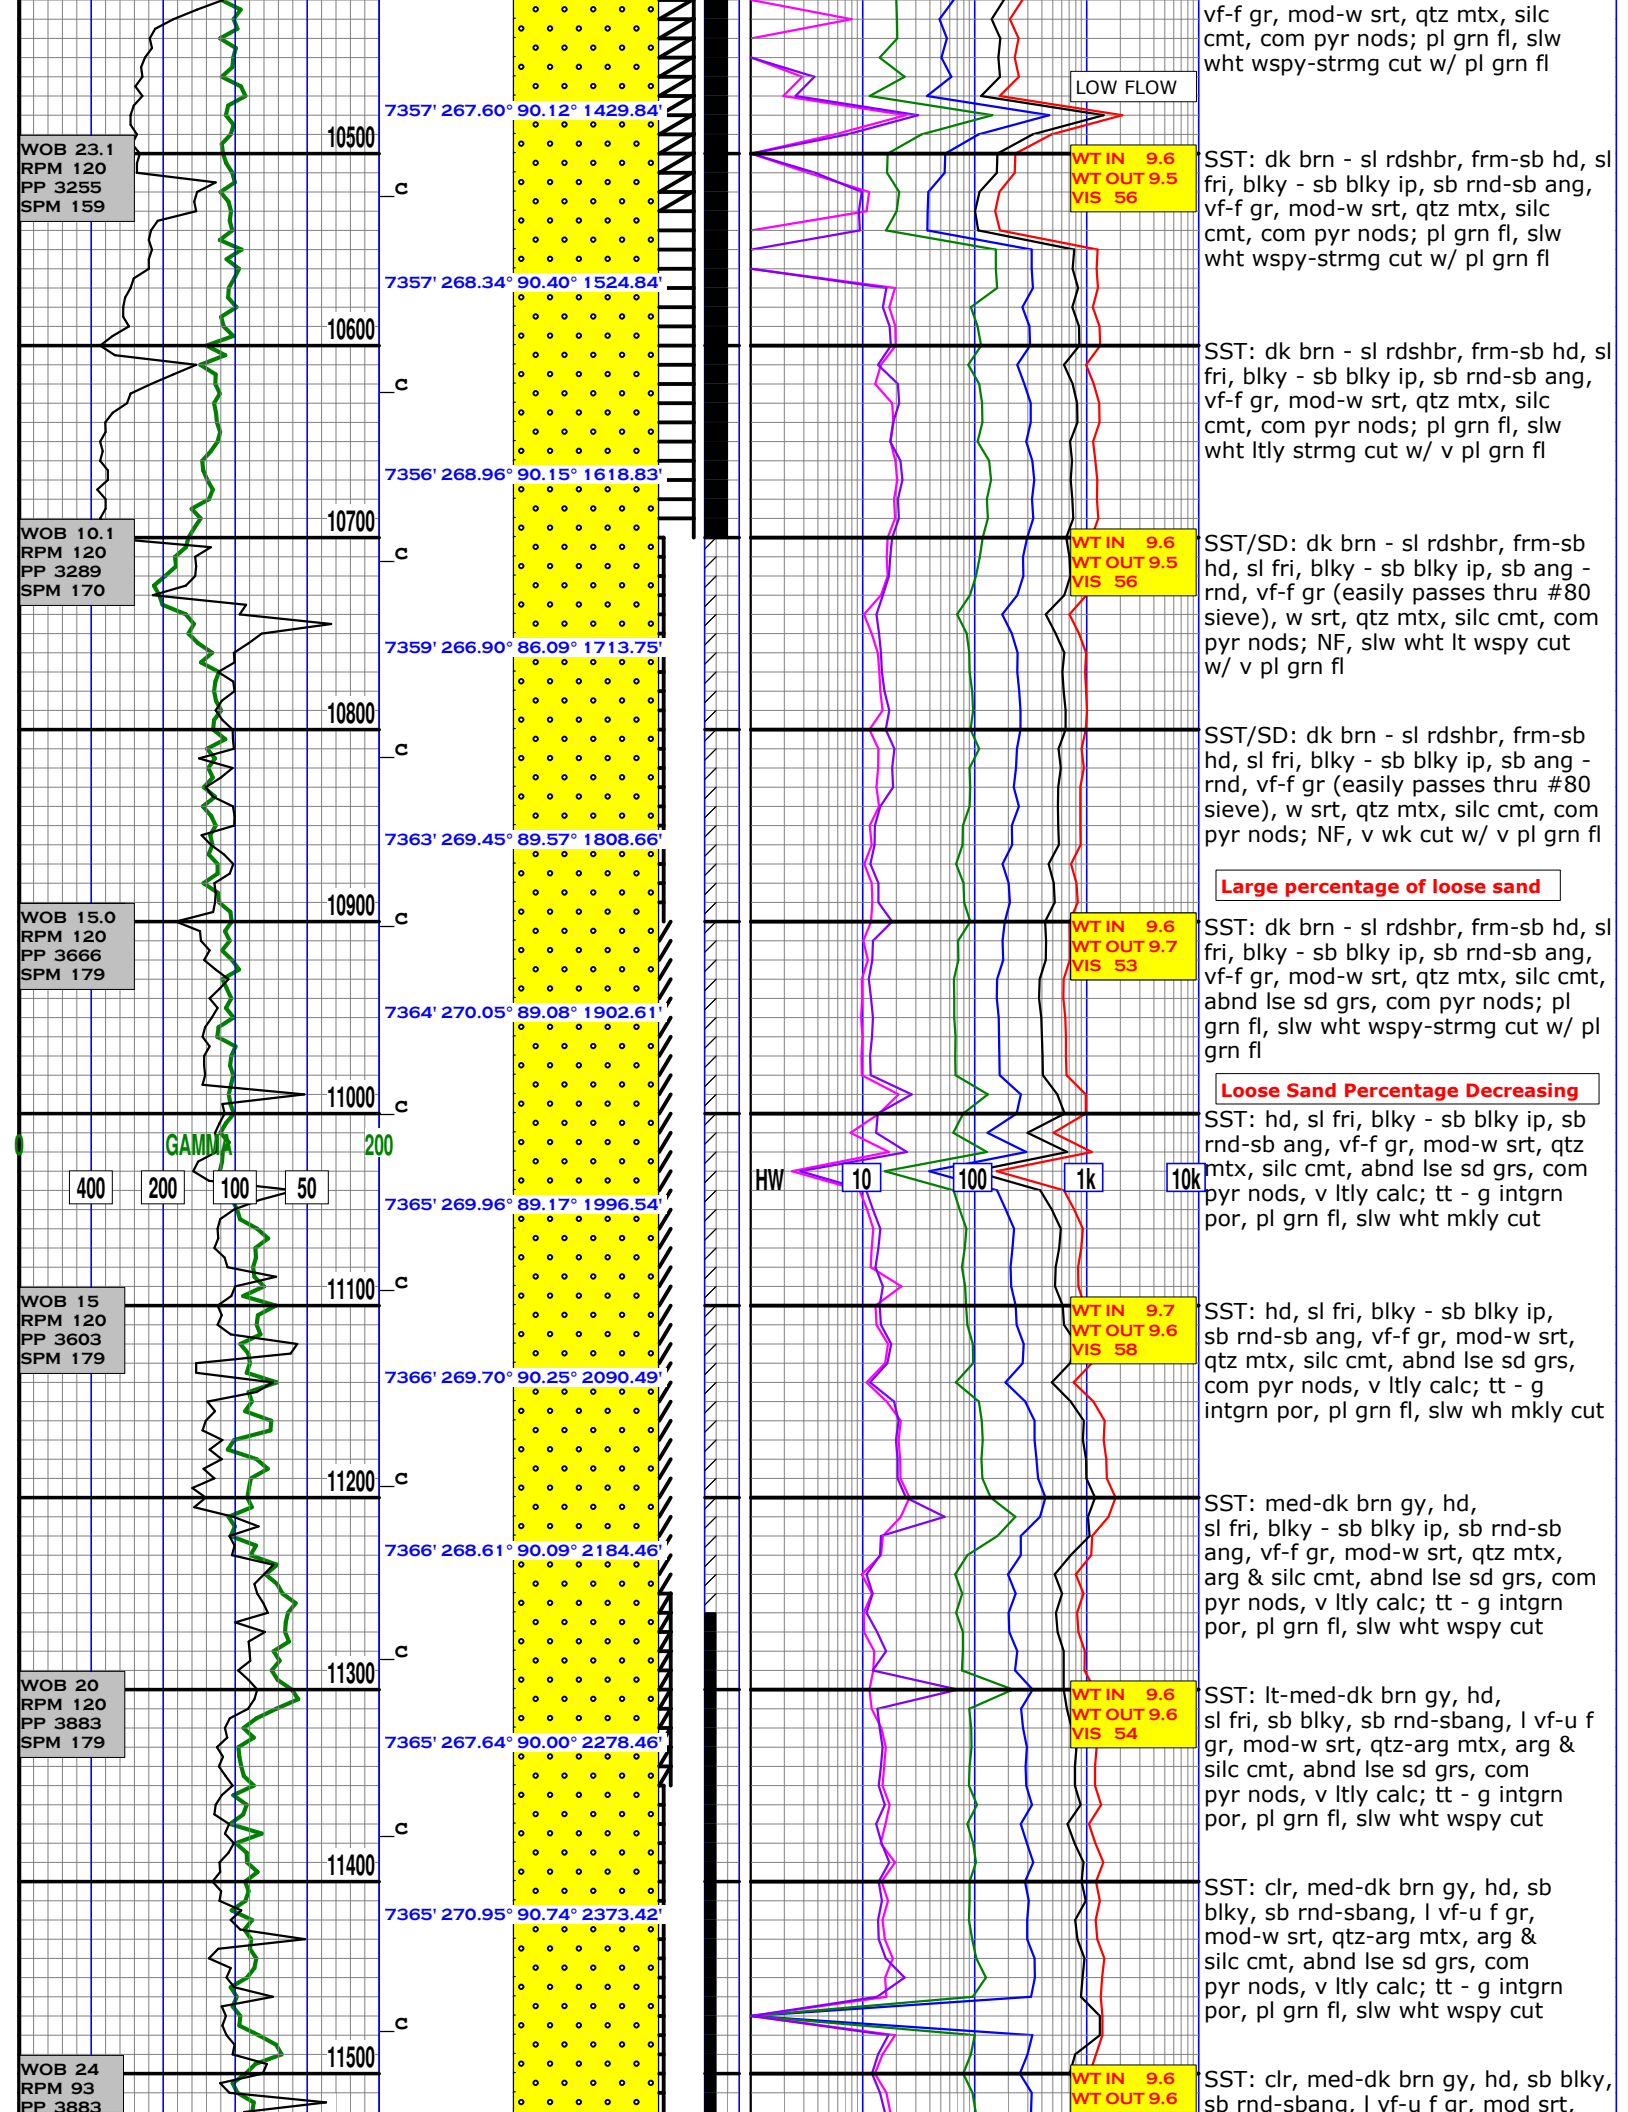 vf-f gr, mod-w srt, qtz mtx, silc
cmt, com pyr nods; pl grn fl, slw
wht wspy-strmg cut w/ pl grn fl
LOW FLOW
7357' 267.60° 90.12° 1429.84'
10500
WOB 23.1
RPM 120
PP 3255
SPM 159
C
WT IN 9.6
WT OUT 9.5
VIS 56
SST: dk brn - sl rdshbr, frm-sb hd, sl
fri, blky - sb blky ip, sb rnd-sb ang,
vf-f gr, mod-w srt, qtz mtx, silc
cmt, com pyr nods; pl grn fl, slw
wht wspy-strmg cut w/ pl grn fl
7357' 268.34° 90.40° 1524.84'
10600
C
SST: dk brn - sl rdshbr, frm-sb hd, sl
fri, blky - sb blky ip, sb rnd-sb ang,
vf-f gr, mod-w srt, qtz mtx, silc
cmt, com pyr nods; pl grn fl, slw
wht ltly strmg cut w/ v pl grn fl
7356' 268.96° 90.15° 1618.83'
10700
WOB 10.1
RPM 120
PP 3289
SPM 170
C
WT IN 9.6
WT OUT 9.5
VIS 56
SST/SD: dk brn - sl rdshbr, frm-sb
hd, sl fri, blky - sb blky ip, sb ang -
rnd, vf-f gr (easily passes thru #80
sieve), w srt, qtz mtx, silc cmt, com
pyr nods; NF, slw wht lt wspy cut
w/ v pl grn fl
7359' 266.90° 86.09° 1713.75'
10800
C
SST/SD: dk brn - sl rdshbr, frm-sb
hd, sl fri, blky - sb blky ip, sb ang -
rnd, vf-f gr (easily passes thru #80
sieve), w srt, qtz mtx, silc cmt, com
pyr nods; NF, v wk cut w/ v pl grn fl
7363' 269.45° 89.57° 1808.66'
Large percentage of loose sand
10900
WOB 15.0
RPM 120
PP 3666
SPM 179
C
WT IN 9.6
WT OUT 9.7
VIS 53
SST: dk brn - sl rdshbr, frm-sb hd, sl
fri, blky - sb blky ip, sb rnd-sb ang,
vf-f gr, mod-w srt, qtz mtx, silc cmt,
abnd lse sd grs, com pyr nods; pl
grn fl, slw wht wspy-strmg cut w/ pl
grn fl
7364' 270.05° 89.08° 1902.61'
Loose Sand Percentage Decreasing
11000
C
SST: hd, sl fri, blky - sb blky ip, sb
rnd-sb ang, vf-f gr, mod-w srt, qtz
mtx, silc cmt, abnd lse sd grs, com
pyr nods, v ltly calc; tt - g intgrn
por, pl grn fl, slw wht mkly cut
0 GAMMA 200
400 200 100 50
HW 10 100 1k 10k
7365' 269.96° 89.17° 1996.54'
11100
C
WOB 15
RPM 120
PP 3603
SPM 179
WT IN 9.7
WT OUT 9.6
VIS 58
SST: hd, sl fri, blky - sb blky ip,
sb rnd-sb ang, vf-f gr, mod-w srt,
qtz mtx, silc cmt, abnd lse sd grs,
com pyr nods, v ltly calc; tt - g
intgrn por, pl grn fl, slw wh mkly cut
7366' 269.70° 90.25° 2090.49'
11200
C
SST: med-dk brn gy, hd,
sl fri, blky - sb blky ip, sb rnd-sb
ang, vf-f gr, mod-w srt, qtz mtx,
arg & silc cmt, abnd lse sd grs, com
pyr nods, v ltly calc; tt - g intgrn
por, pl grn fl, slw wht wspy cut
7366' 268.61° 90.09° 2184.46'
11300
C
WOB 20
RPM 120
PP 3883
SPM 179
WT IN 9.6
WT OUT 9.6
VIS 54
SST: lt-med-dk brn gy, hd,
sl fri, sb blky, sb rnd-sbang, l vf-u f
gr, mod-w srt, qtz-arg mtx, arg &
silc cmt, abnd lse sd grs, com
pyr nods, v ltly calc; tt - g intgrn
por, pl grn fl, slw wht wspy cut
7365' 267.64° 90.00° 2278.46'
C
11400
SST: clr, med-dk brn gy, hd, sb
blky, sb rnd-sbang, l vf-u f gr,
mod-w srt, qtz-arg mtx, arg &
silc cmt, abnd lse sd grs, com
pyr nods, v ltly calc; tt - g intgrn
por, pl grn fl, slw wht wspy cut
7365' 270.95° 90.74° 2373.42'
C
11500
WOB 24
RPM 93
PP 3883
WT IN 9.6
WT OUT 9.6
SST: clr, med-dk brn gy, hd, sb blky,
sb rnd-sbang, l vf-u f gr, mod srt,